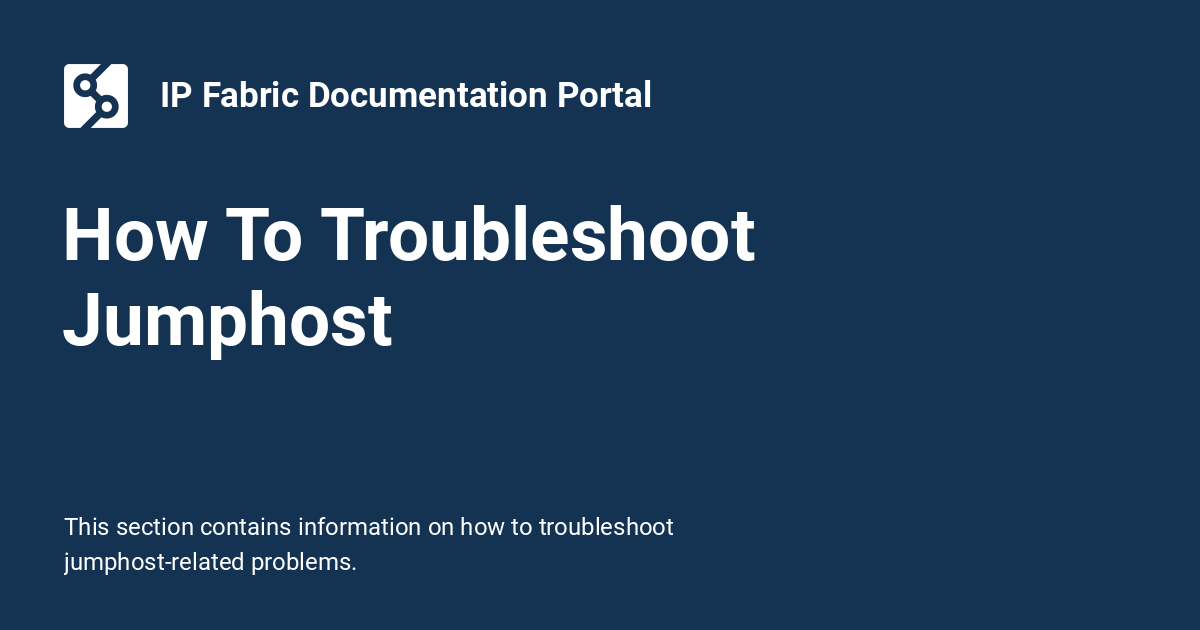 IP Fabric Documentation Portal
How To Troubleshoot
Jumphost
This section contains information on how to troubleshoot
jumphost-related problems.